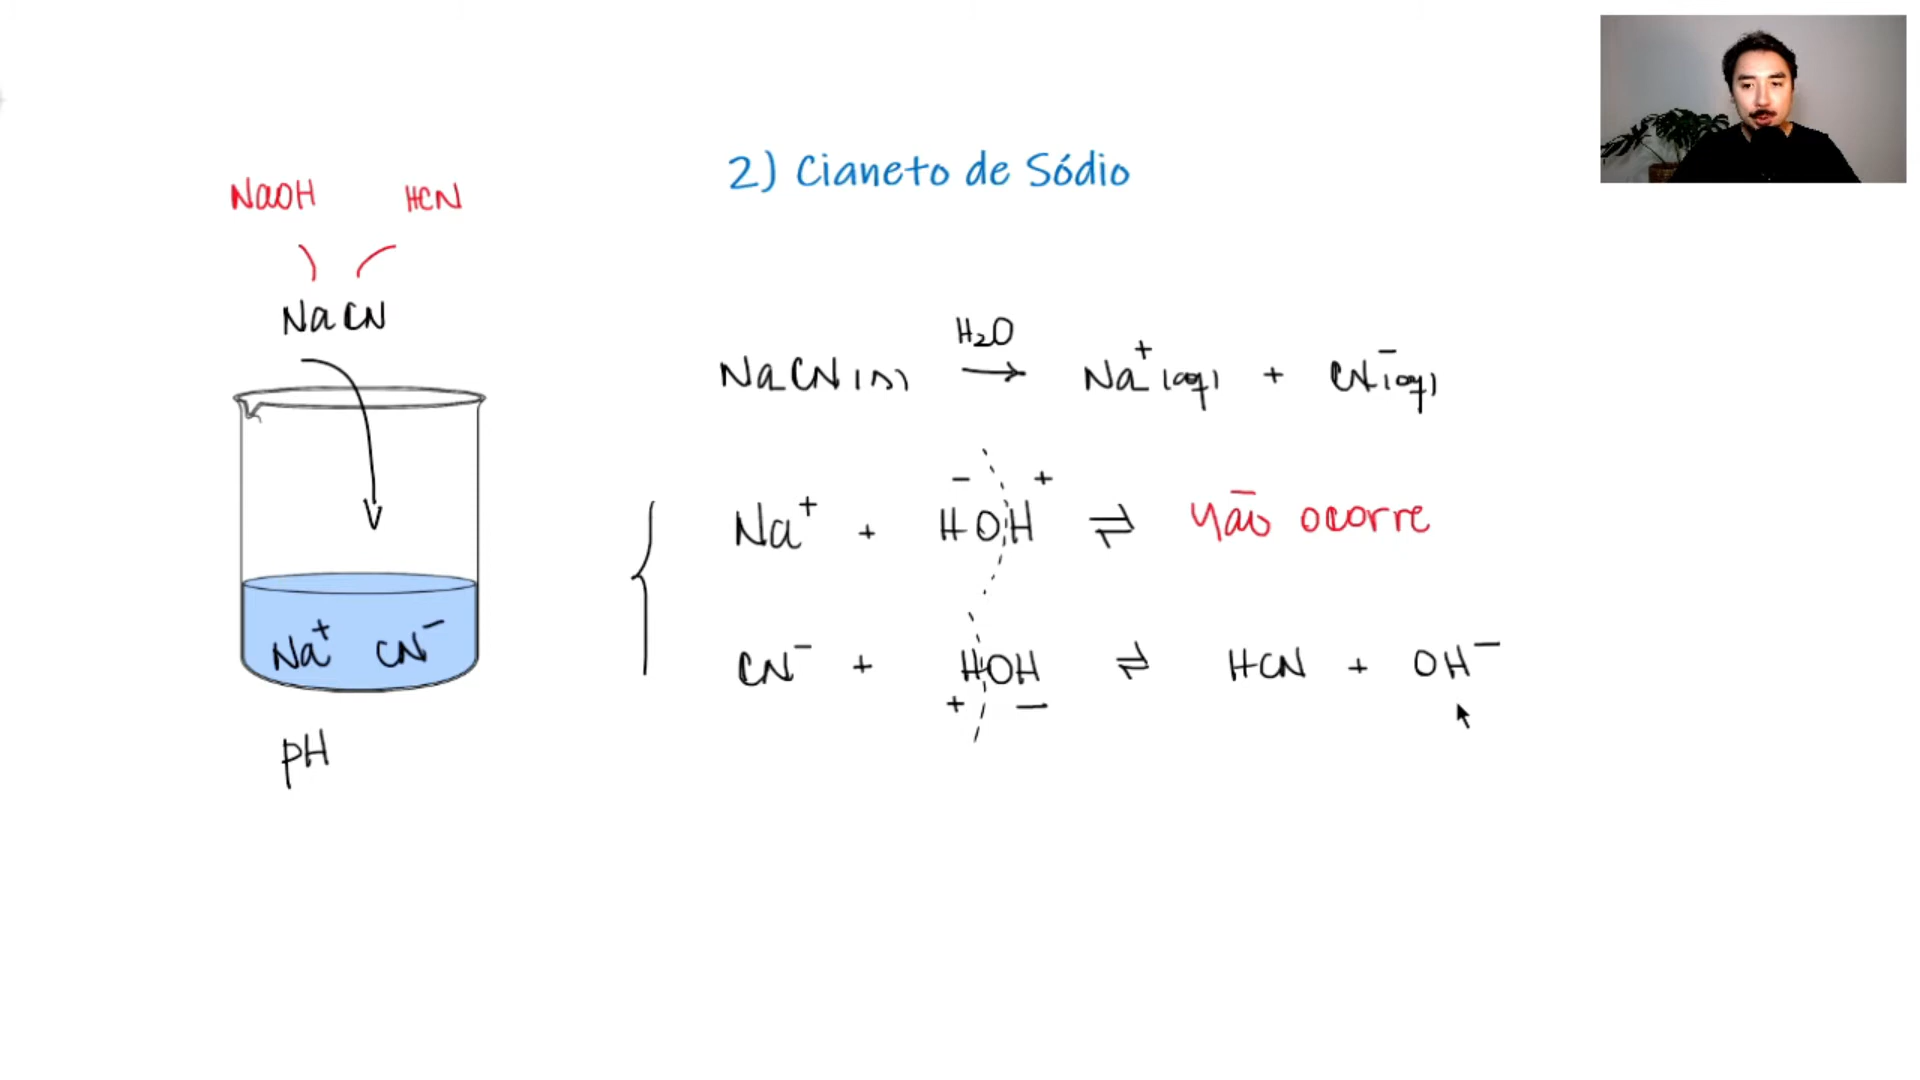 2) Cianeto de Sódio
NaOH HCN
NaCN
NaCN(s) H₂O → Na⁺(aq) + CN⁻(aq)
Na⁺ + HOH ⇌ não ocorre
- +
CN⁻ + HOH ⇌ HCN + OH⁻
+ -
Na⁺ CN⁻
pH